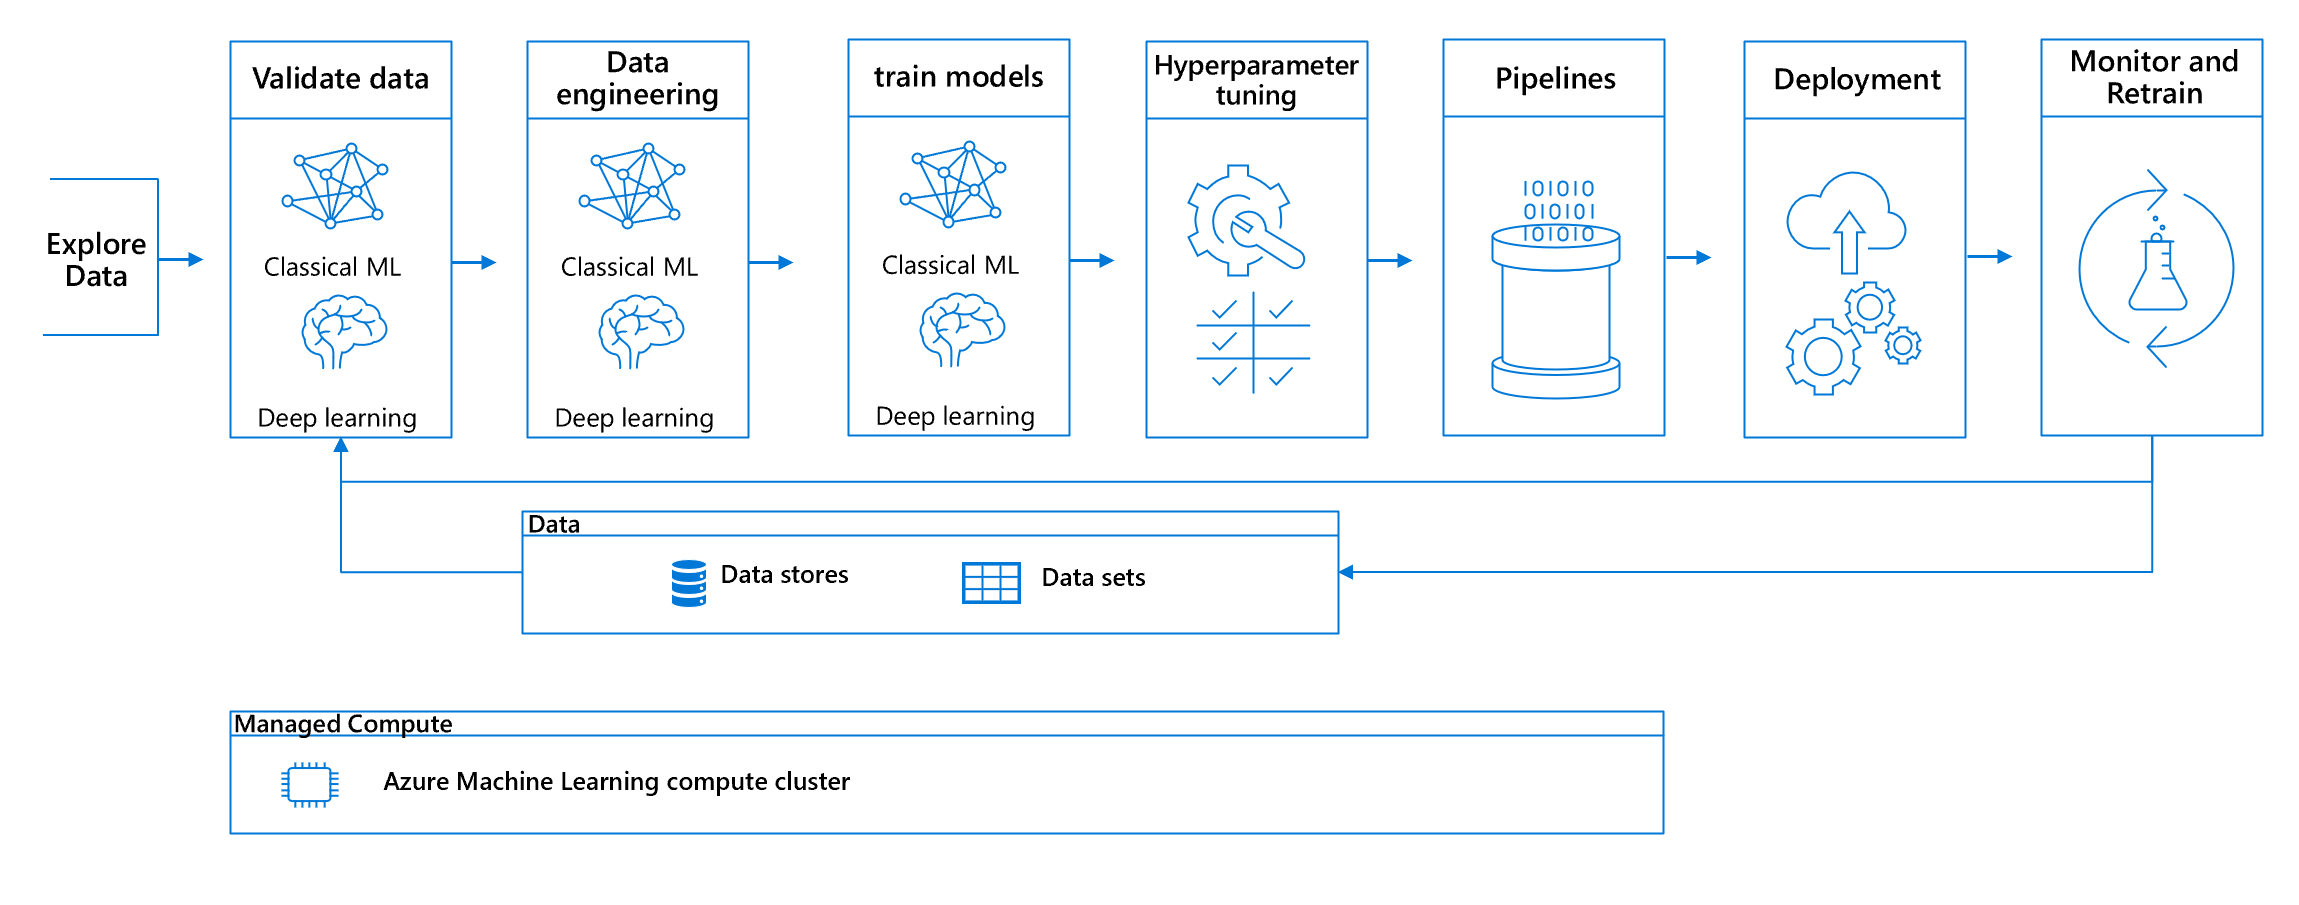 Explore
Data
Validate data
Classical ML
Deep learning
Data
engineering
Classical ML
Deep learning
train models
Classical ML
Deep learning
Hyperparameter
tuning
Pipelines
101010
010101
101010
Deployment
Monitor and
Retrain
Data
Data stores
Data sets
Managed Compute
Azure Machine Learning compute cluster